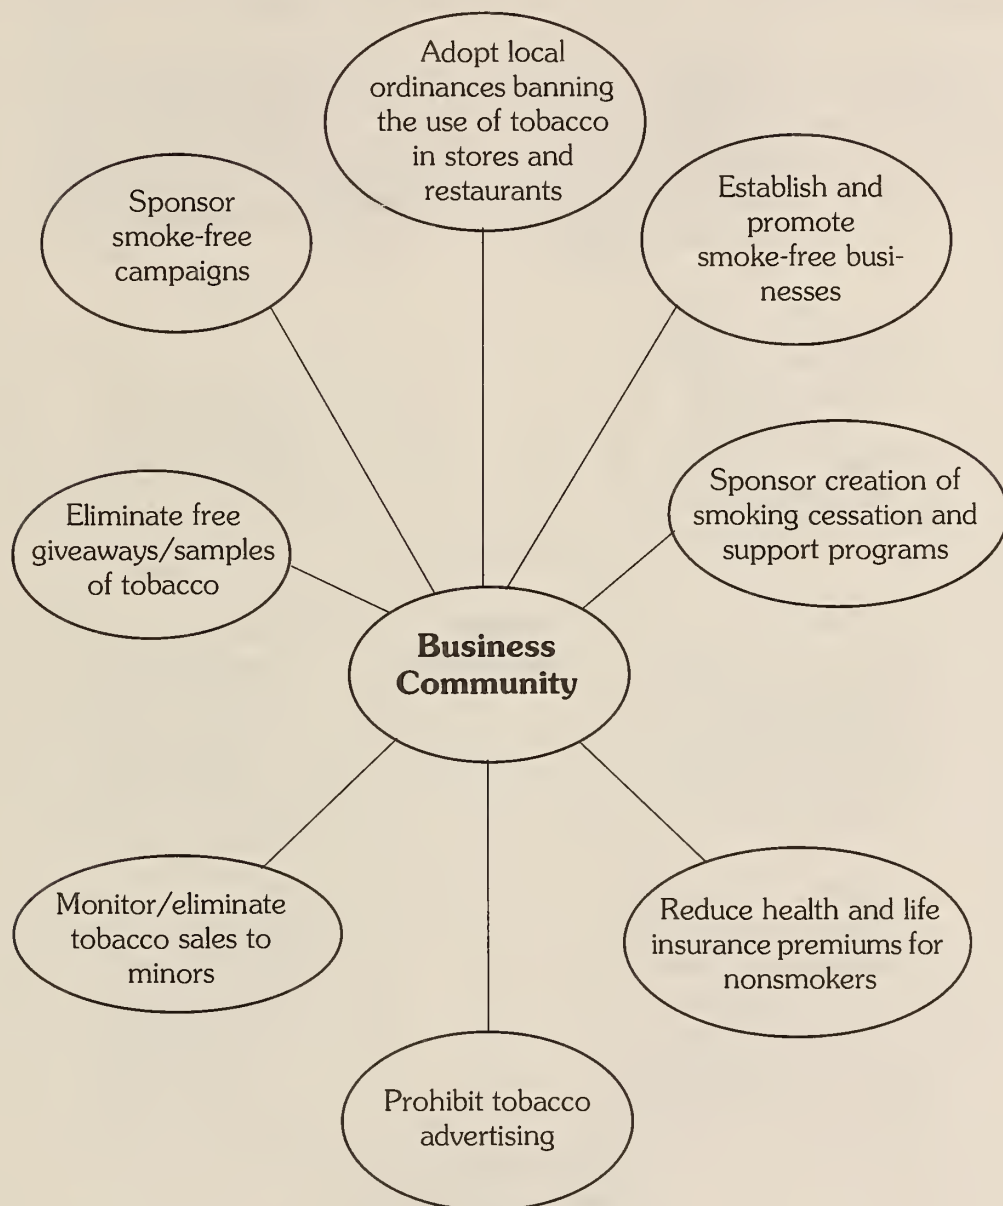 Adopt local
ordinances banning
the use of tobacco
in stores and
restaurants
Sponsor
smoke-free
campaigns
Establish and
promote
smoke-free busi-
nesses
Eliminate free
giveaways/samples
of tobacco
Sponsor creation of
smoking cessation and
support programs
Business
Community
Monitor/eliminate
tobacco sales to
minors
Reduce health and life
insurance premiums for
nonsmokers
Prohibit tobacco
advertising